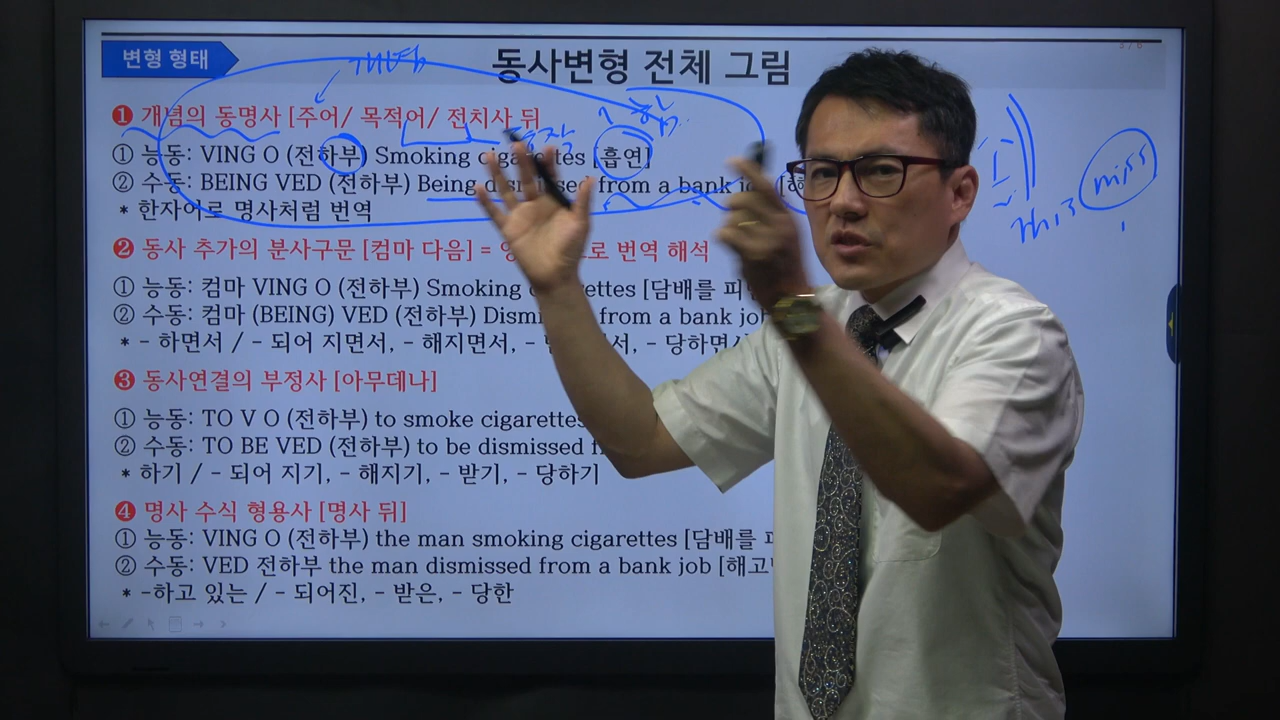 변형 형태
동사변형 전체 그림
❶ 개념의 동명사 [주어/ 목적어/ 전치사 뒤
개념
① 능동: VING O (전하부) Smoking cigarettes [흡연]
② 수동: BEING VED (전하부) Being dismissed from a bank job [해
* 한자어로 명사처럼 번역
miss
❷ 동사 추가의 분사구문 [컴마 다음] = 로 번역 해석
① 능동: 컴마 VING O (전하부) Smoking cigarettes [담배를 피
② 수동: 컴마 (BEING) VED (전하부) Dism from a bank job
* - 하면서 / - 되어 지면서, - 해지면서, - 서, - 당하면서
❸ 동사연결의 부정사 [아무데나]
① 능동: TO V O (전하부) to smoke cigarettes
② 수동: TO BE VED (전하부) to be dismissed f
* 하기 / - 되어 지기, - 해지기, - 받기, - 당하기
❹ 명사 수식 형용사 [명사 뒤]
① 능동: VING O (전하부) the man smoking cigarettes [담배를 피
② 수동: VED 전하부 the man dismissed from a bank job [해고
* -하고 있는 / - 되어진, - 받은, - 당한